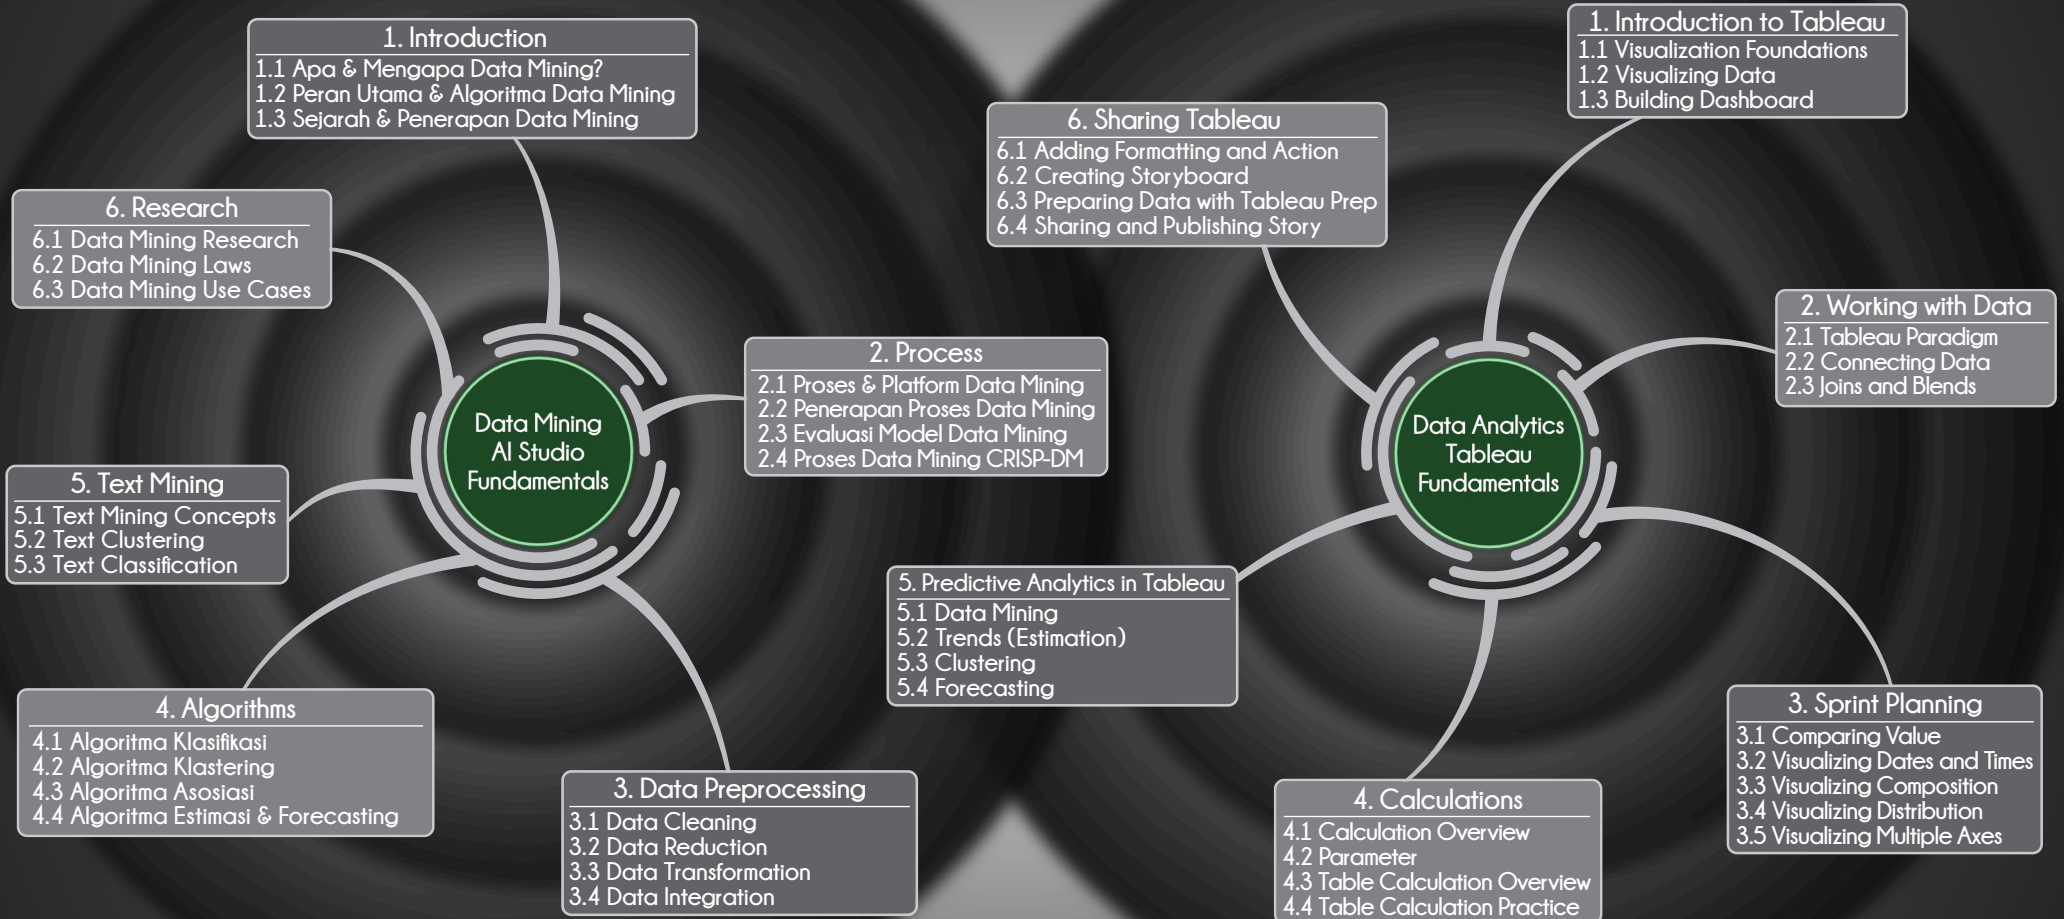 1. Introduction
1.1 Apa & Mengapa Data Mining?
1.2 Peran Utama & Algoritma Data Mining
1.3 Sejarah & Penerapan Data Mining
6. Research
6.1 Data Mining Research
6.2 Data Mining Laws
6.3 Data Mining Use Cases
2. Process
2.1 Proses & Platform Data Mining
2.2 Penerapan Proses Data Mining
2.3 Evaluasi Model Data Mining
2.4 Proses Data Mining CRISP-DM
Data Mining
AI Studio
Fundamentals
5. Text Mining
5.1 Text Mining Concepts
5.2 Text Clustering
5.3 Text Classification
4. Algorithms
4.1 Algoritma Klasifikasi
4.2 Algoritma Klastering
4.3 Algoritma Asosiasi
4.4 Algoritma Estimasi & Forecasting
3. Data Preprocessing
3.1 Data Cleaning
3.2 Data Reduction
3.3 Data Transformation
3.4 Data Integration
1. Introduction to Tableau
1.1 Visualization Foundations
1.2 Visualizing Data
1.3 Building Dashboard
6. Sharing Tableau
6.1 Adding Formatting and Action
6.2 Creating Storyboard
6.3 Preparing Data with Tableau Prep
6.4 Sharing and Publishing Story
2. Working with Data
2.1 Tableau Paradigm
2.2 Connecting Data
2.3 Joins and Blends
Data Analytics
Tableau
Fundamentals
5. Predictive Analytics in Tableau
5.1 Data Mining
5.2 Trends (Estimation)
5.3 Clustering
5.4 Forecasting
3. Sprint Planning
3.1 Comparing Value
3.2 Visualizing Dates and Times
3.3 Visualizing Composition
3.4 Visualizing Distribution
3.5 Visualizing Multiple Axes
4. Calculations
4.1 Calculation Overview
4.2 Parameter
4.3 Table Calculation Overview
4.4 Table Calculation Practice